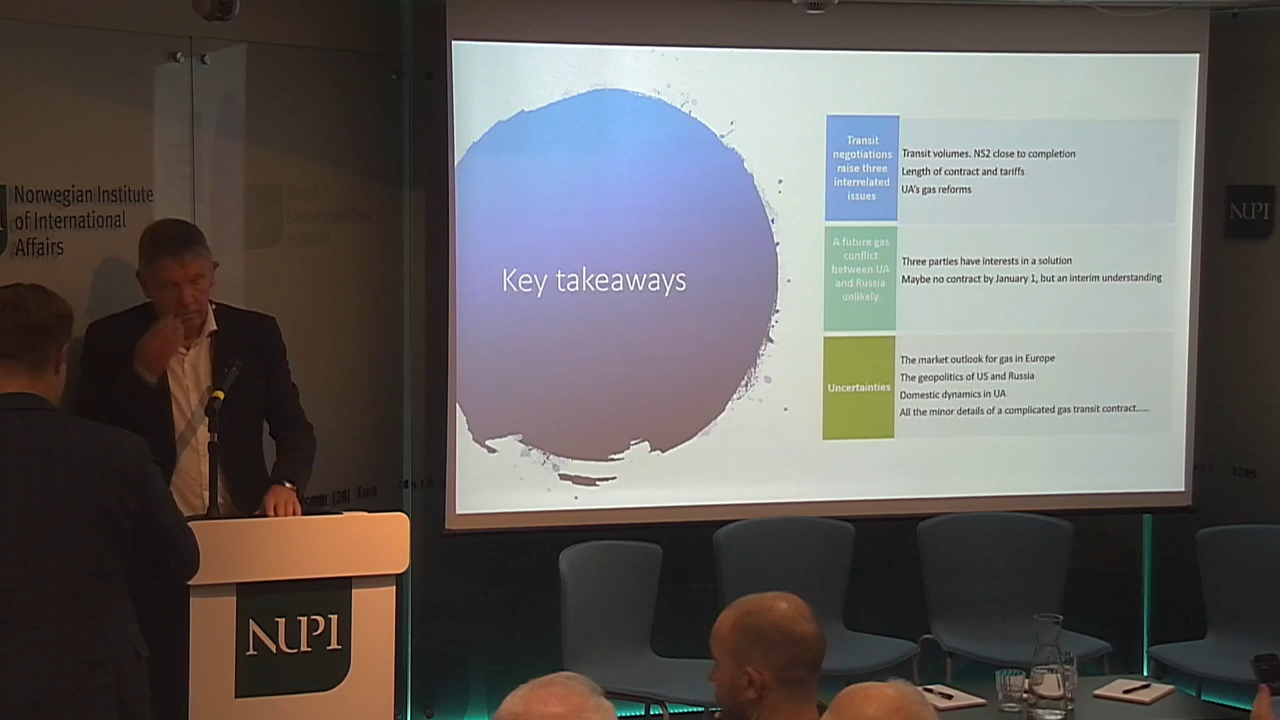 Norwegian Institute
of International
Affairs
NUPI
Key takeaways
Transit
negotiations
raise three
interrelated
issues
Transit volumes. NS2 close to completion
Length of contract and tariffs
UA's gas reforms
A future gas
conflict
between UA
and Russia
unlikely
Three parties have interests in a solution
Maybe no contract by January 1, but an interim understanding
Uncertainties
The market outlook for gas in Europe
The geopolitics of US and Russia
Domestic dynamics in UA
All the minor details of a complicated gas transit contract......
NUPI